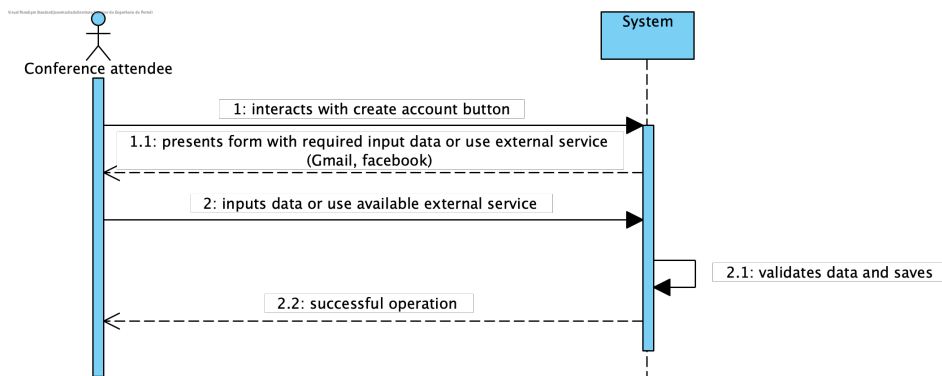 System
Conference attendee
1: interacts with create account button
1.1: presents form with required input data or use external service
(Gmail, facebook)
2: inputs data or use available external service
2.1: validates data and saves
2.2: successful operation